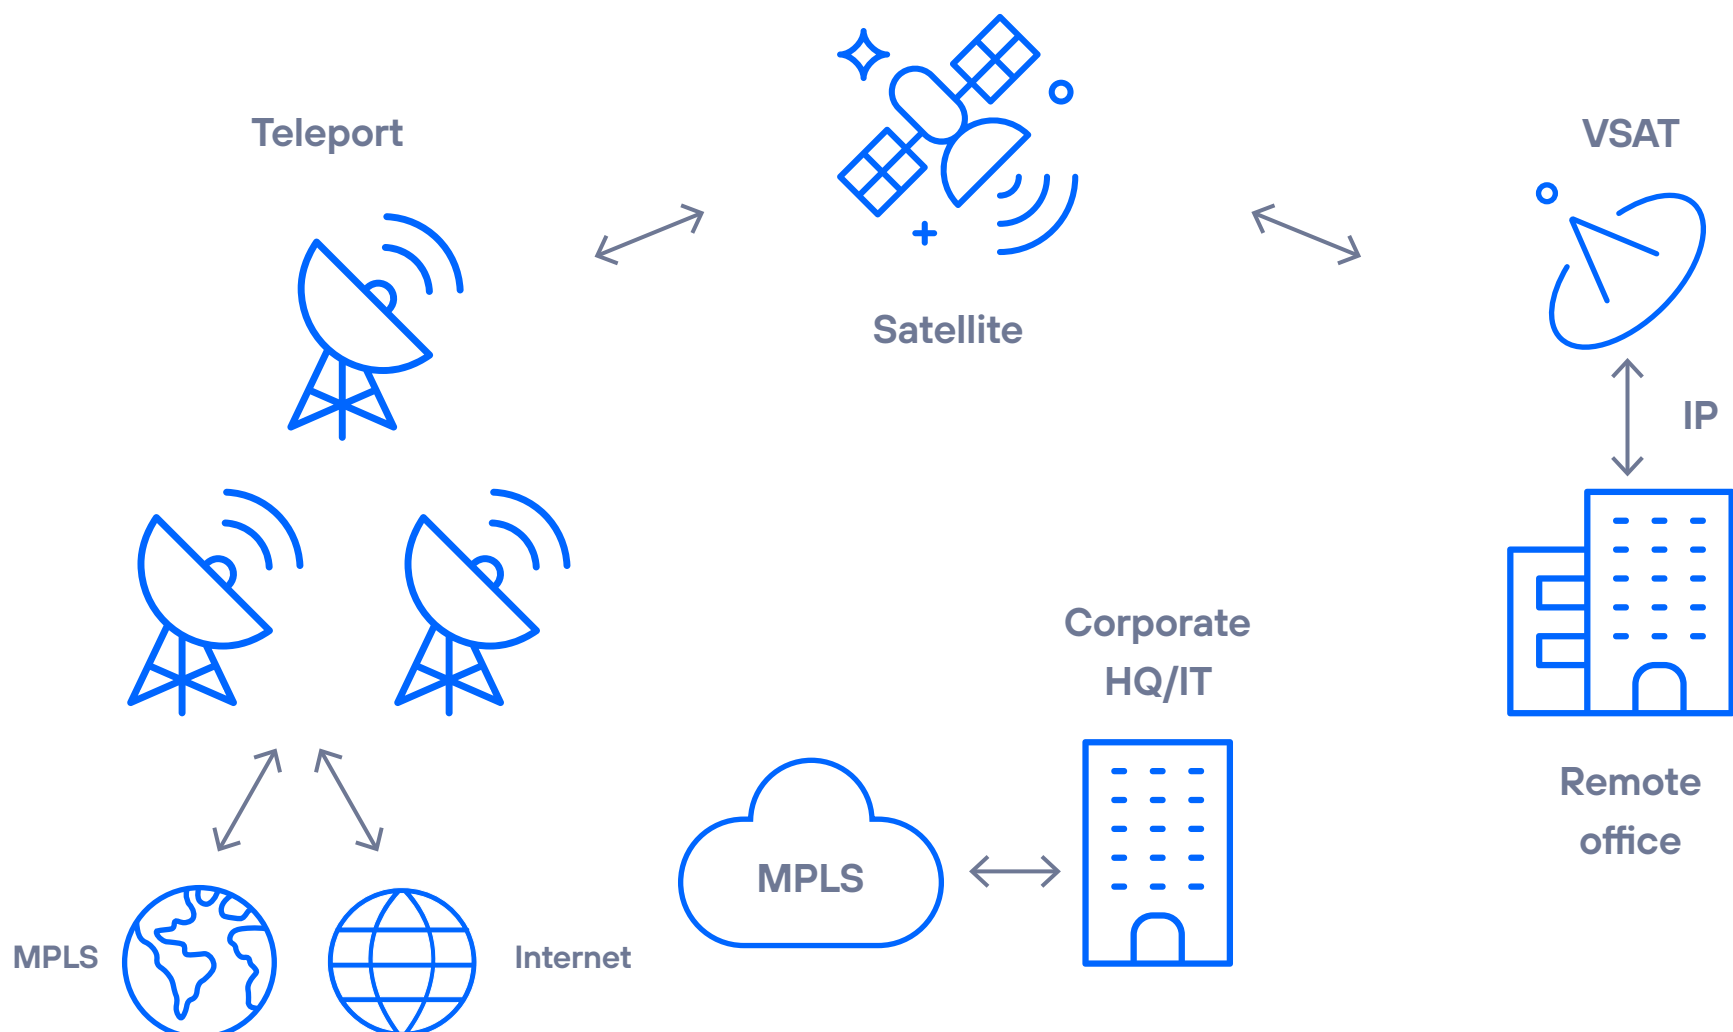 Teleport
Satellite
VSAT
IP
Corporate
HQ/IT
Remote
office
MPLS
MPLS
Internet